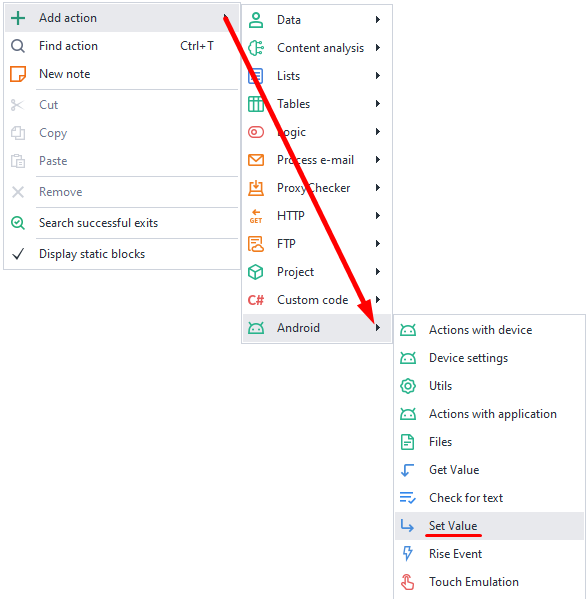 Add action
Find action Ctrl+T
New note
Cut
Copy
Paste
Remove
Search successful exits
Display static blocks
Data
Content analysis
Lists
Tables
Logic
Process e-mail
ProxyChecker
GET
HTTP
FTP
Project
C# Custom code
Android
Actions with device
Device settings
Utils
Actions with application
Files
Get Value
Check for text
Set Value
Rise Event
Touch Emulation